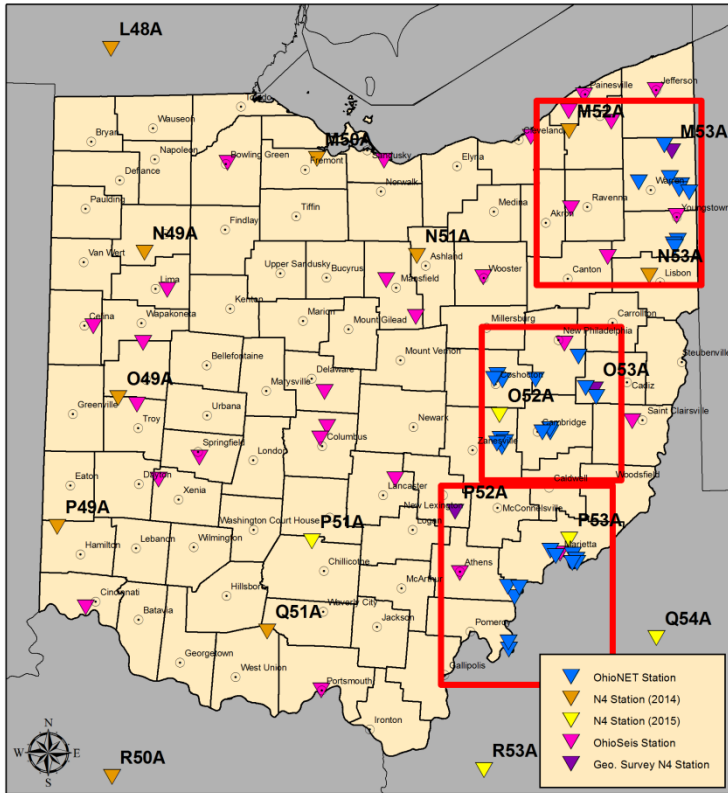 L48A
Painesville
Jefferson
Toledo
M52A
Wauseon
Bryan
M50A
Cleveland
M53A
Napoleon
Bowling Green
Fremont
Sandusky
Elyria
Defiance
Warren
Norwalk
Medina
Ravenna
Paulding
Tiffin
Akron
Youngstown
Findlay
N49A
N51A
Van Wert
Upper Sandusky
Bucyrus
Ashland
N53A
Lima
Mansfield
Wooster
Canton
Lisbon
Kenton
Celina
Wapakoneta
Marion
Mount Gilead
Millersburg
Carrollton
New Philadelphia
Bellefontaine
Mount Vernon
Steubenville
Delaware
Coshocton
O53A
Marysville
Cadiz
O49A
O52A
Greenville
Urbana
Newark
Saint Clairsville
Troy
Cambridge
Columbus
Zanesville
Springfield
London
Eaton
Dayton
Lancaster
Caldwell
Woodsfield
Xenia
P52A
New Lexington
McConnelsville
P49A
P51A
P53A
Washington Court House
Logan
Hamilton
Lebanon
Wilmington
Marietta
Chillicothe
Athens
McArthur
Hillsboro
Cincinnati
Waverly City
Batavia
Q51A
Jackson
Pomeroy
Q54A
Georgetown
West Union
Gallipolis
Portsmouth
Ironton
R50A
R53A
N
W
E
S
OhioNET Station
N4 Station (2014)
N4 Station (2015)
OhioSeis Station
Geo. Survey N4 Station